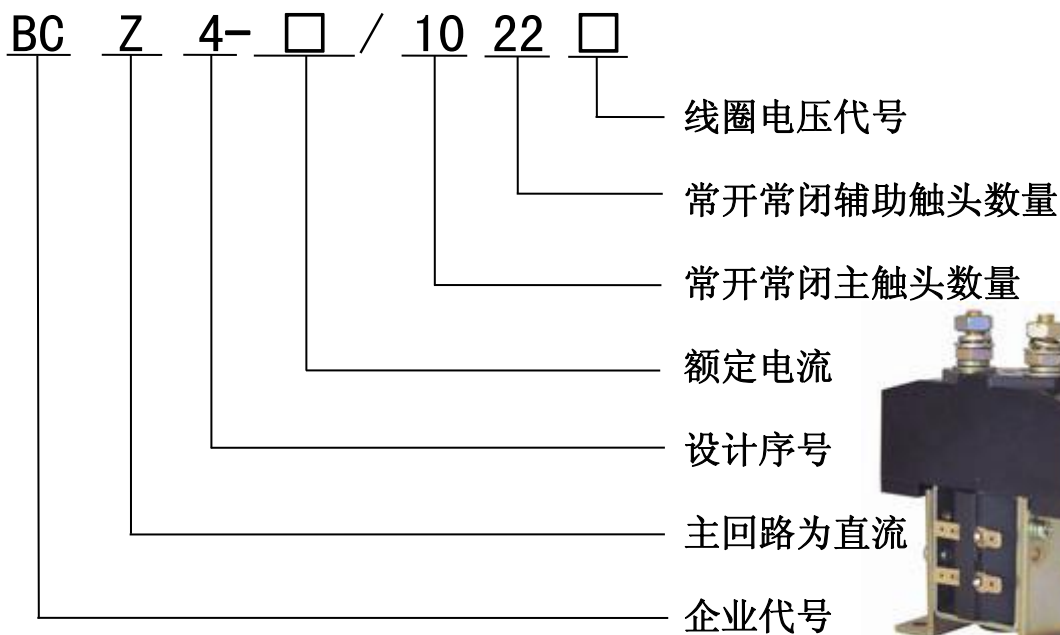 BC Z 4-□/ 10 22 □
线圈电压代号
常开常闭辅助触头数量
常开常闭主触头数量
额定电流
设计序号
主回路为直流
企业代号